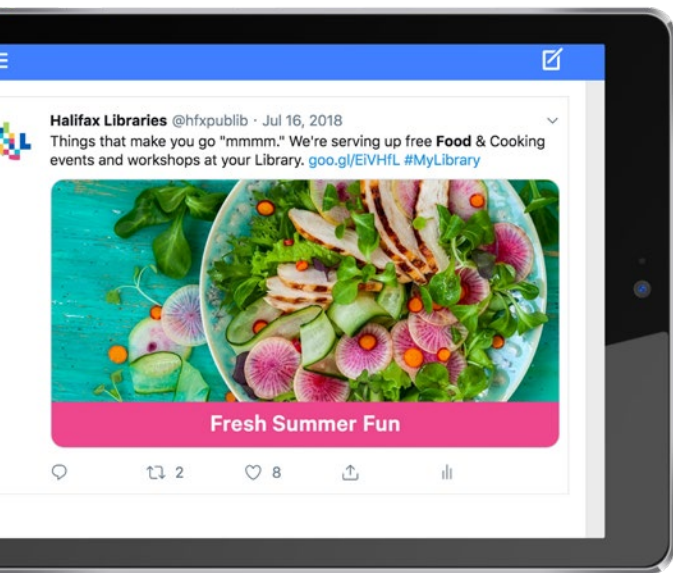 Halifax Libraries @hfxpublib · Jul 16, 2018
Things that make you go "mmmm." We're serving up free Food & Cooking
events and workshops at your Library. goo.gl/EiVHfL #MyLibrary
Fresh Summer Fun
2 8